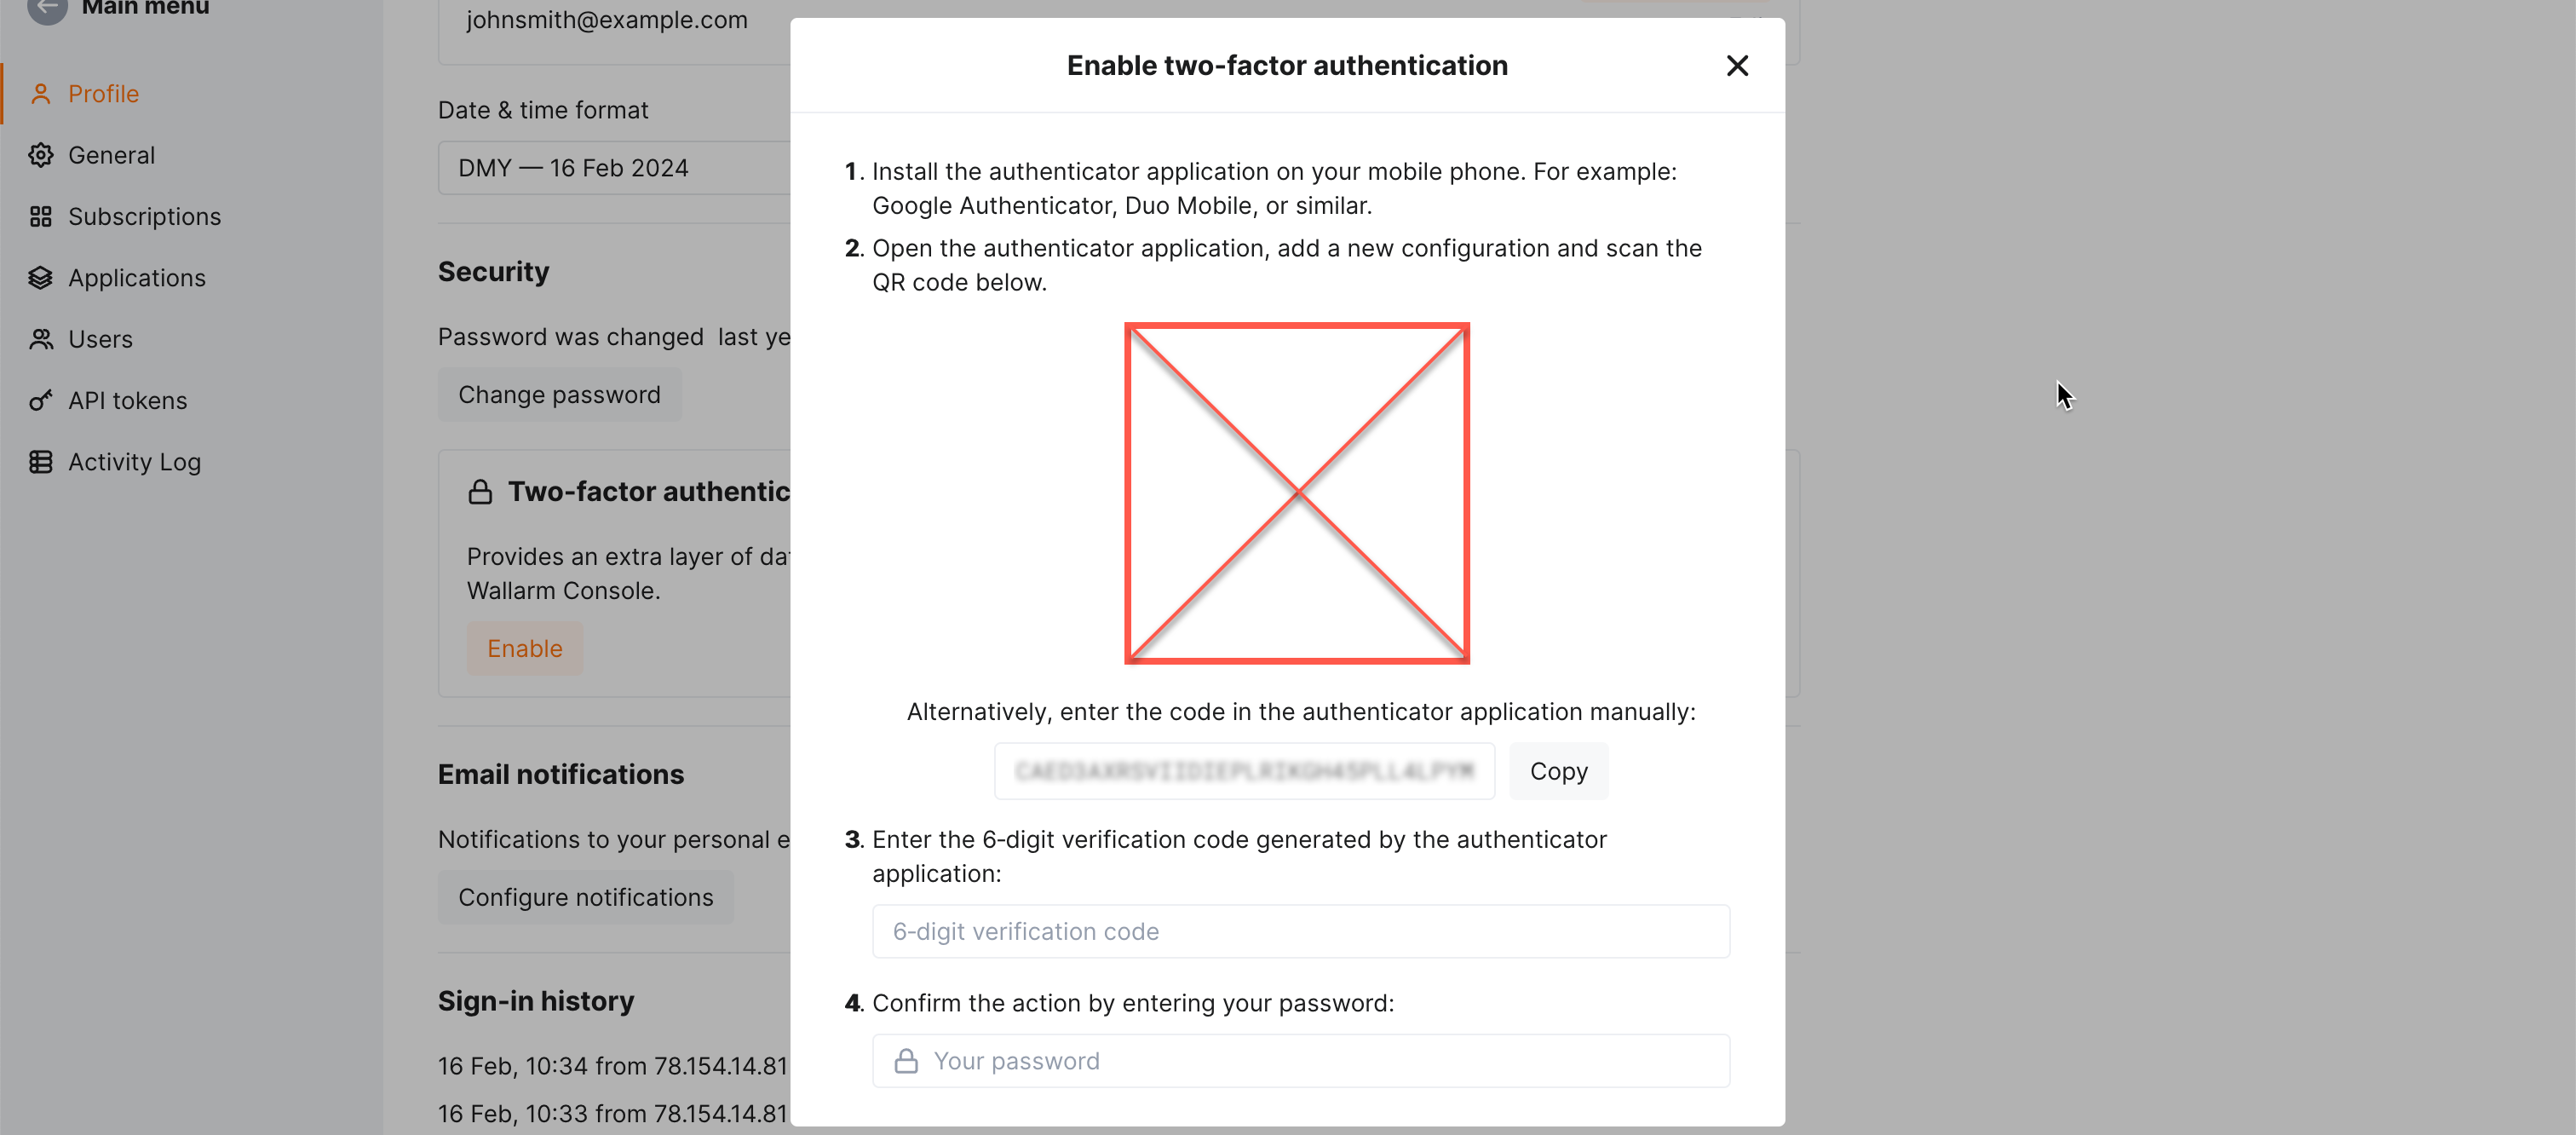 Main menu
Profile
General
Subscriptions
Applications
Users
API tokens
Activity Log
johnsmith@example.com
Date & time format
DMY — 16 Feb 2024
Security
Password was changed last ye
Change password
Two-factor authentic
Provides an extra layer of da
Wallarm Console.
Enable
Email notifications
Notifications to your personal e
Configure notifications
Sign-in history
16 Feb, 10:34 from 78.154.14.81
16 Feb, 10:33 from 78.154.14.81
Enable two-factor authentication
1. Install the authenticator application on your mobile phone. For example:
Google Authenticator, Duo Mobile, or similar.
2. Open the authenticator application, add a new configuration and scan the
QR code below.
Alternatively, enter the code in the authenticator application manually:
Copy
3. Enter the 6-digit verification code generated by the authenticator
application:
6-digit verification code
4. Confirm the action by entering your password:
Your password